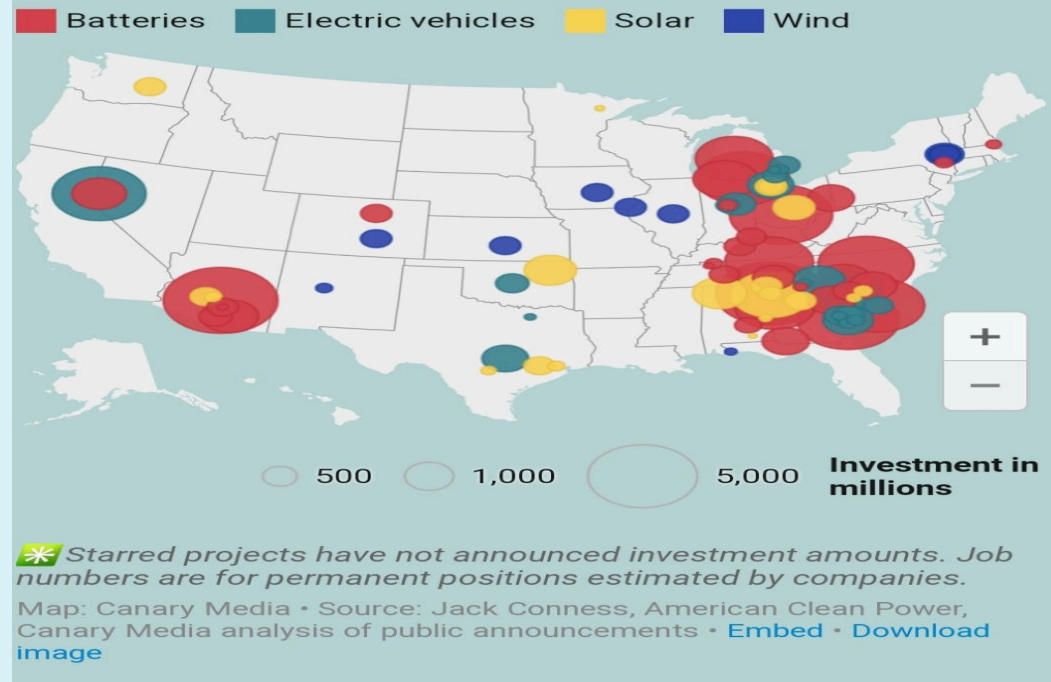 Batteries Electric vehicles Solar Wind
+
−
500 1,000 5,000 Investment in
millions
Starred projects have not announced investment amounts. Job
numbers are for permanent positions estimated by companies.
Map: Canary Media • Source: Jack Conness, American Clean Power,
Canary Media analysis of public announcements • Embed • Download
image